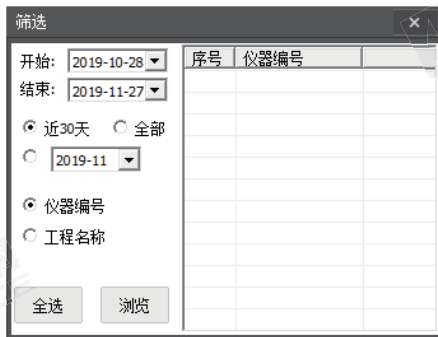 筛选
开始: 2019-10-28
结束: 2019-11-27
近30天 全部
2019-11
仪器编号
工程名称
全选 浏览
序号 仪器编号